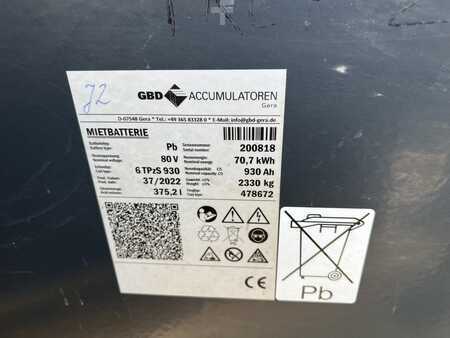 J2
GBD ACCUMULATOREN
Gera
D-07548 Gera * Tel.: +49 365 83328 0 * E-Mail: info@gbd-gera.de
MIETBATTERIE
Pb 200818
80 V 70,7 kWh
6 TPzS 930 930 Ah
37/2022 2330 kg
375,2 l 478672
CE
Pb